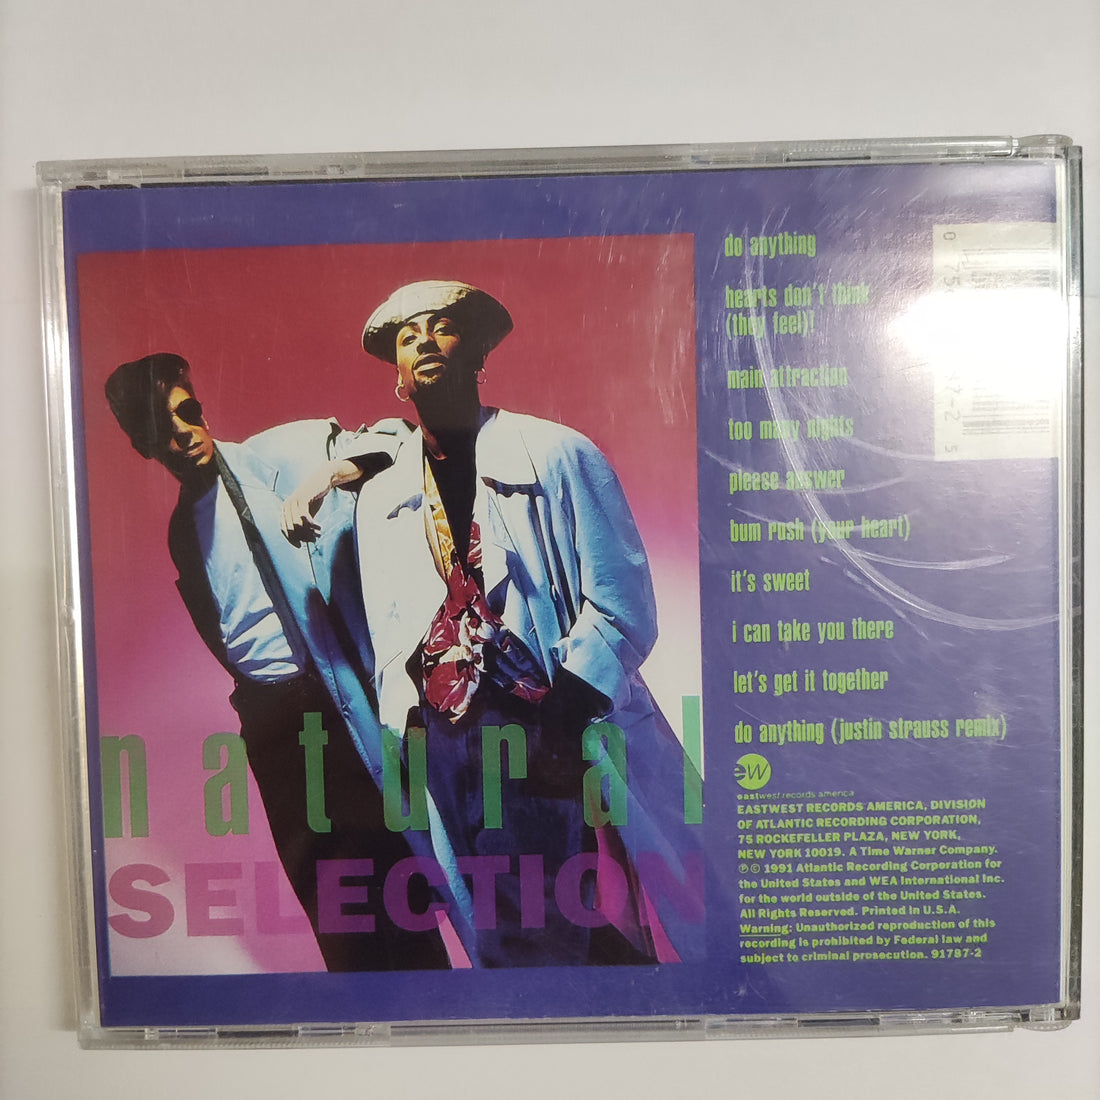 natural
SELECTION
do anything
hearts don't think
(they feel)!
main attraction
too many nights
please answer
bum rush (your heart)
it's sweet
i can take you there
let's get it together
do anything (justin strauss remix)
ew
eastwest records america
EASTWEST RECORDS AMERICA, DIVISION
OF ATLANTIC RECORDING CORPORATION,
75 ROCKEFELLER PLAZA, NEW YORK,
NEW YORK 10019. A Time Warner Company.
℗© 1991 Atlantic Recording Corporation for
the United States and WEA International Inc.
for the world outside of the United States.
All Rights Reserved. Printed in U.S.A.
Warning: Unauthorized reproduction of this
recording is prohibited by Federal law and
subject to criminal prosecution. 91787-2